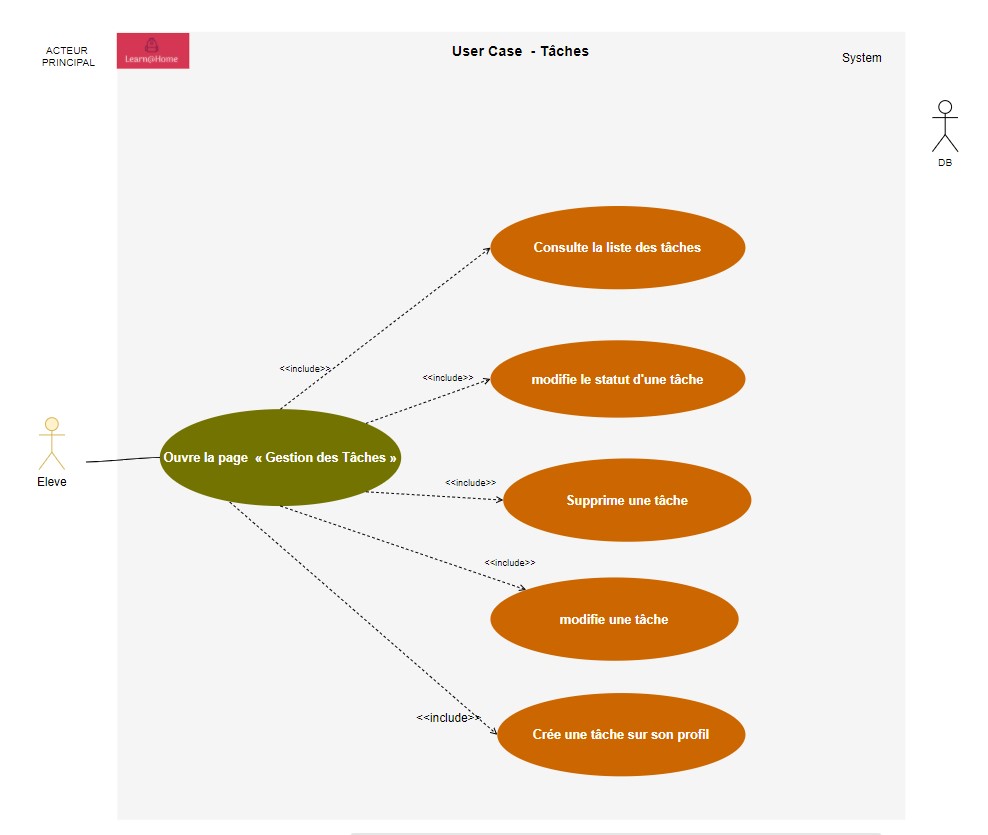 ACTEUR
PRINCIPAL
Learn@Home
User Case - Tâches
System
DB
Consulte la liste des tâches
<<include>>
<<include>>
modifie le statut d'une tâche
Ouvre la page « Gestion des Tâches »
Eleve
<<include>>
Supprime une tâche
<<include>>
modifie une tâche
<<include>>
Crée une tâche sur son profil